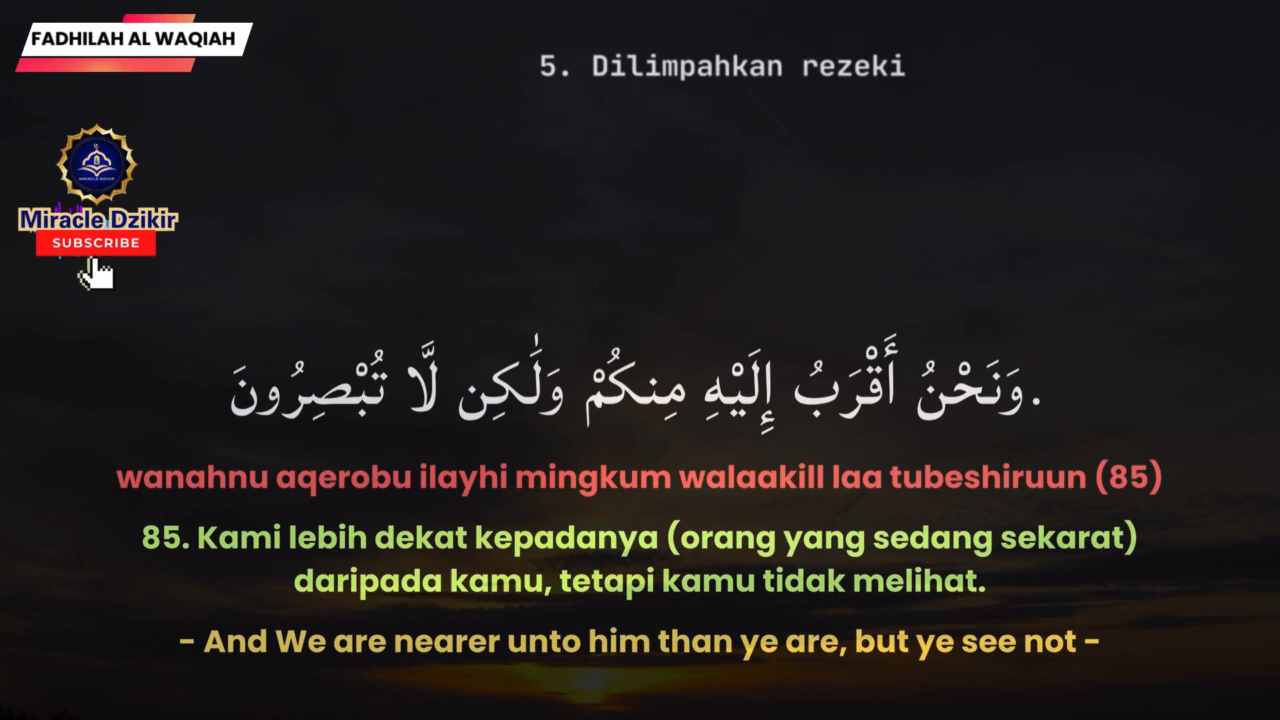 FADHILAH AL WAQIAH
5. Dilimpahkan rezeki
MIRACLE DZIKIR
Miracle Dzikir
SUBSCRIBE
وَنَحْنُ أَقْرَبُ إِلَيْهِ مِنكُمْ وَلَٰكِن لَّا تُبْصِرُونَ.
wanahnu aqerobu ilayhi mingkum walaakill laa tubeshiruun (85)
85. Kami lebih dekat kepadanya (orang yang sedang sekarat)
daripada kamu, tetapi kamu tidak melihat.
- And We are nearer unto him than ye are, but ye see not -